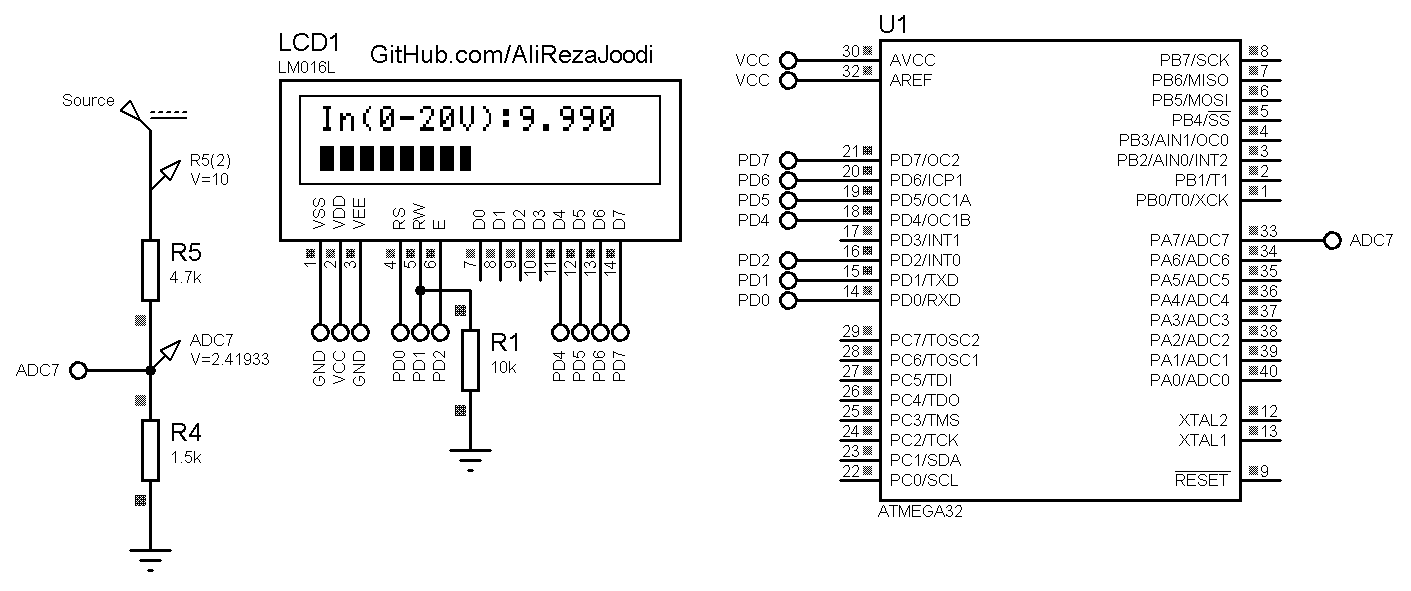 Source
R5(2)
V=10
R5
4.7k
ADC7
V=2.41933
ADC7
R4
1.5k
LCD1
LM016L
GitHub.com/AliRezaJoodi
In(0-20V):9.990
VSS
VDD
VEE
RS
RW
E
D0
D1
D2
D3
D4
D5
D6
D7
1
2
3
4
5
6
7
8
9
10
11
12
13
14
GND
VCC
GND
PD0
PD1
PD2
PD4
PD5
PD6
PD7
R1
10k
U1
VCC 30 AVCC
VCC 32 AREF
PD7 21 PD7/OC2
PD6 20 PD6/ICP1
PD5 19 PD5/OC1A
PD4 18 PD4/OC1B
17 PD3/INT1
PD2 16 PD2/INT0
PD1 15 PD1/TXD
PD0 14 PD0/RXD
29 PC7/TOSC2
28 PC6/TOSC1
27 PC5/TDI
26 PC4/TDO
25 PC3/TMS
24 PC2/TCK
23 PC1/SDA
22 PC0/SCL
PB7/SCK 8
PB6/MISO 7
PB5/MOSI 6
PB4/SS 5
PB3/AIN1/OC0 4
PB2/AIN0/INT2 3
PB1/T1 2
PB0/T0/XCK 1
PA7/ADC7 33 ADC7
PA6/ADC6 34
PA5/ADC5 35
PA4/ADC4 36
PA3/ADC3 37
PA2/ADC2 38
PA1/ADC1 39
PA0/ADC0 40
XTAL2 12
XTAL1 13
RESET 9
ATMEGA32